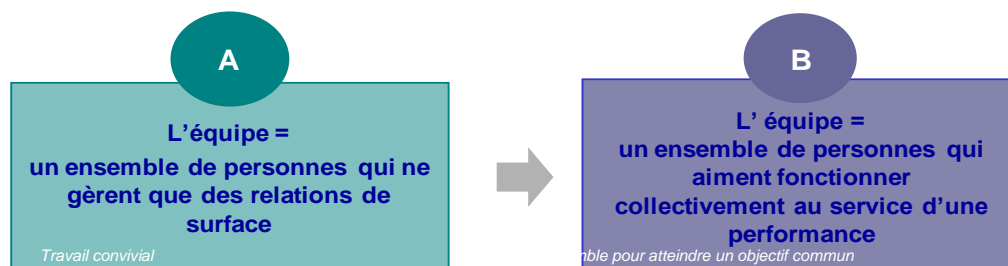 A
L'équipe =
un ensemble de personnes qui ne
gèrent que des relations de
surface
Travail convivial
B
L' équipe =
un ensemble de personnes qui
aiment fonctionner
collectivement au service d'une
performance
pour atteindre un objectif commun